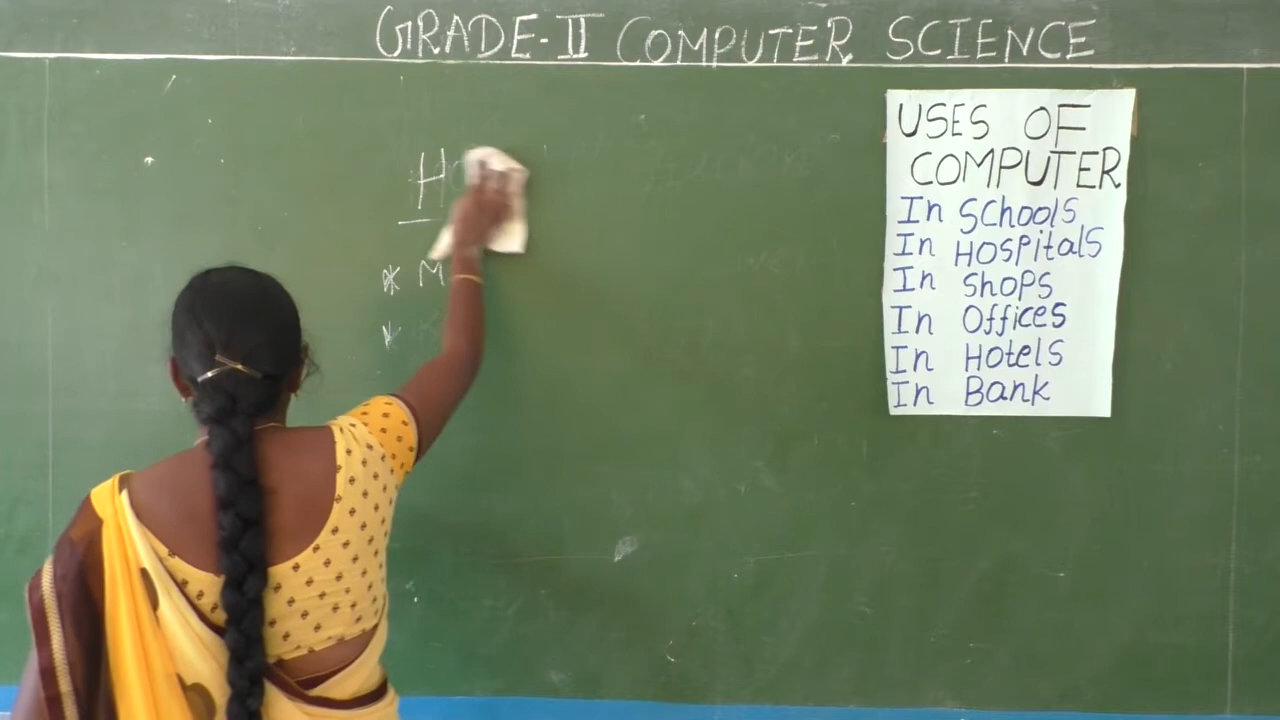 GRADE-II COMPUTER SCIENCE
USES OF
COMPUTER
In SChoolS
In HOSpitalS
In ShopS
In OfficeS
In HotelS
In Bank